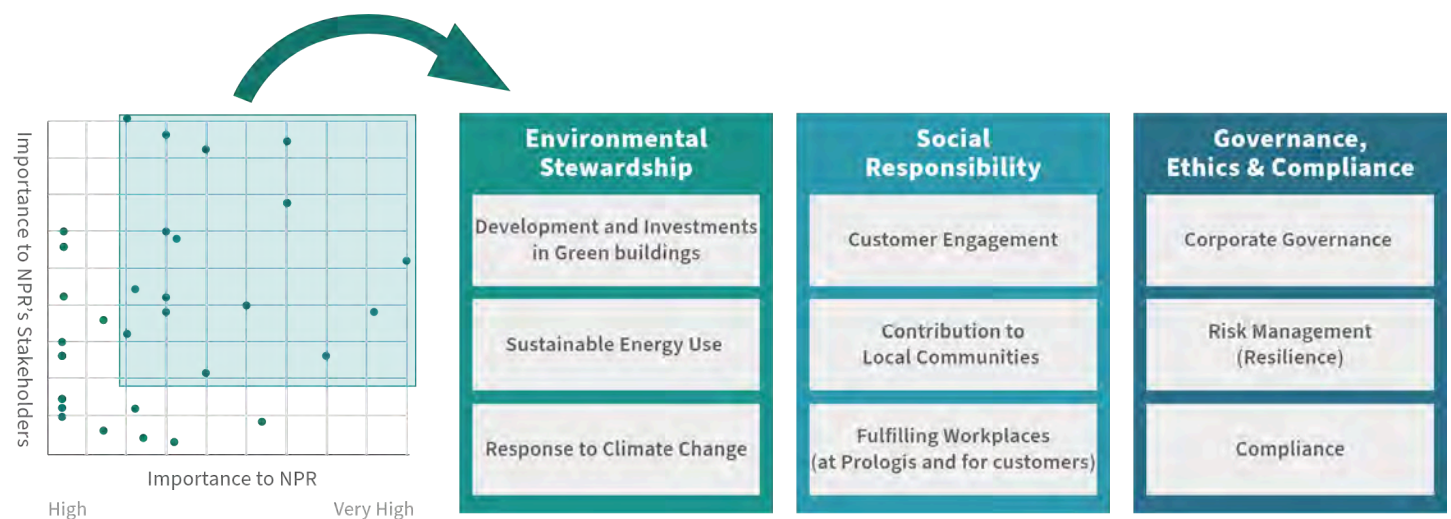 Importance to NPR's Stakeholders
Importance to NPR
High
Very High
Environmental
Stewardship
Development and Investments
in Green buildings
Sustainable Energy Use
Response to Climate Change
Social
Responsibility
Customer Engagement
Contribution to
Local Communities
Fulfilling Workplaces
(at Prologis and for customers)
Governance,
Ethics & Compliance
Corporate Governance
Risk Management
(Resilience)
Compliance